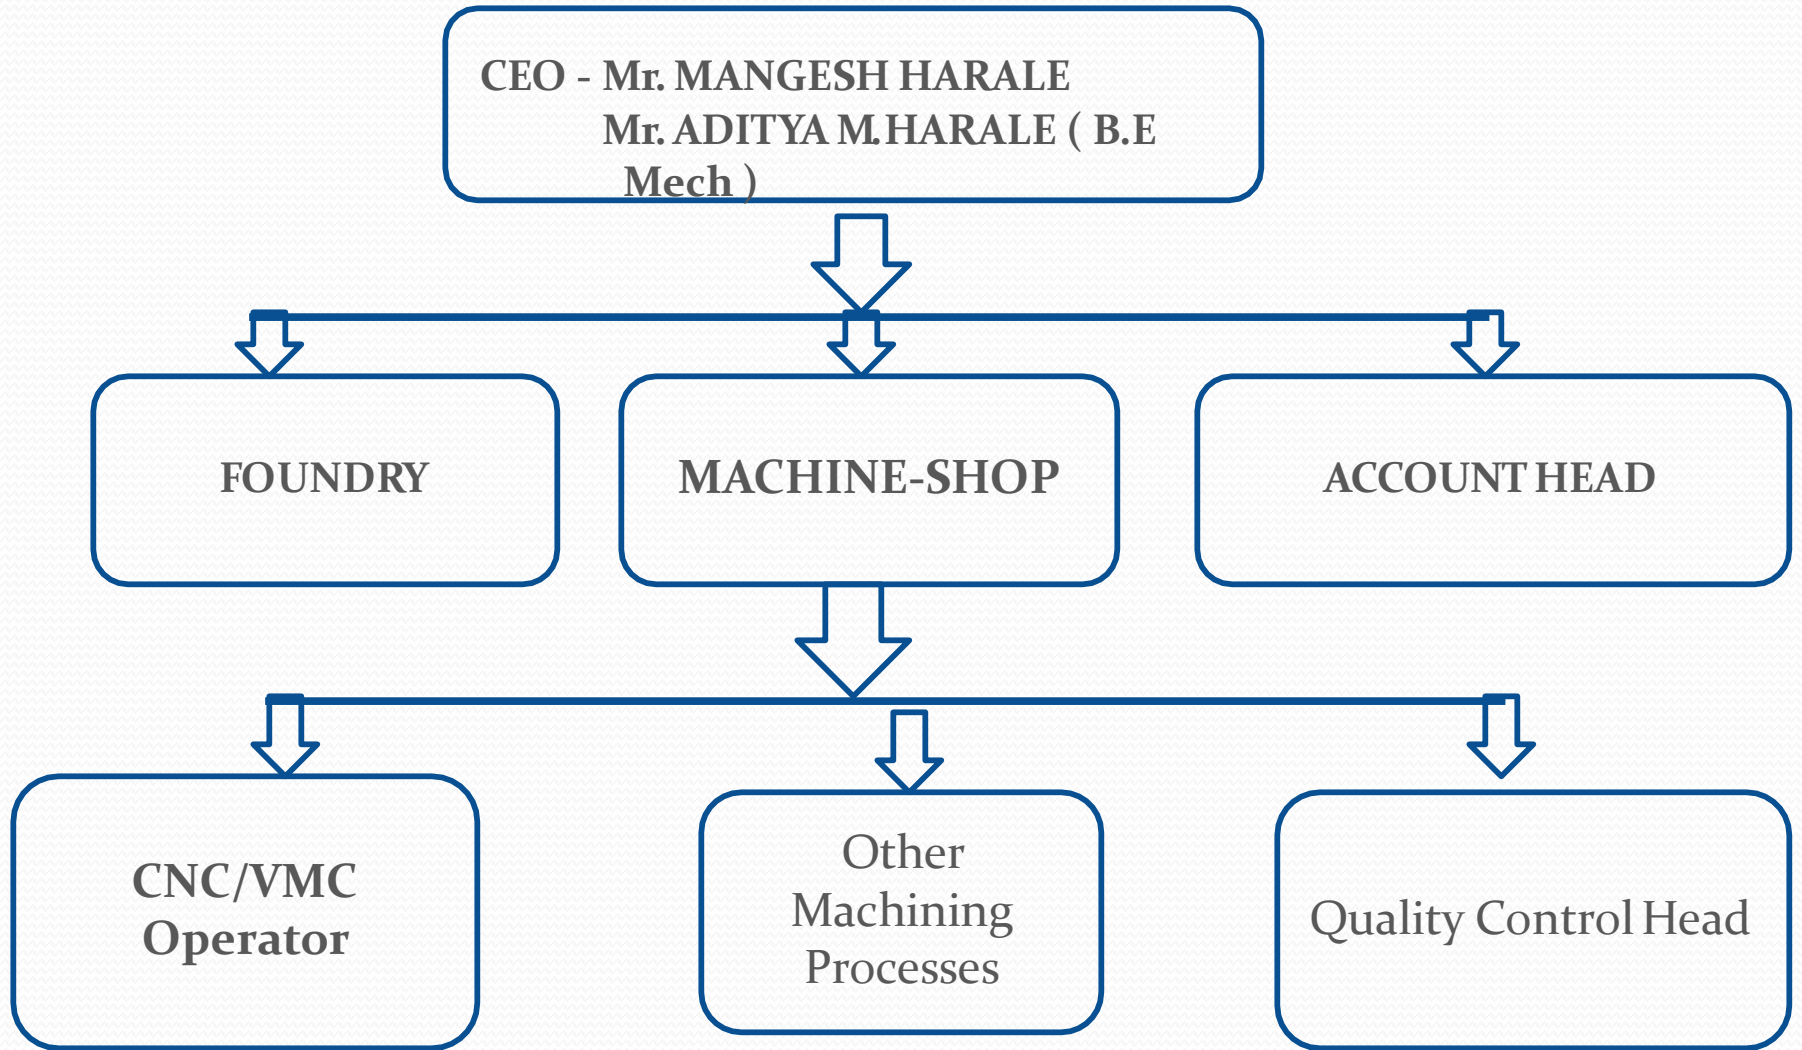 CEO - Mr. MANGESH HARALE
Mr. ADITYA M.HARALE ( B.E
Mech )
FOUNDRY
MACHINE-SHOP
ACCOUNT HEAD
CNC/VMC
Operator
Other
Machining
Processes
Quality Control Head